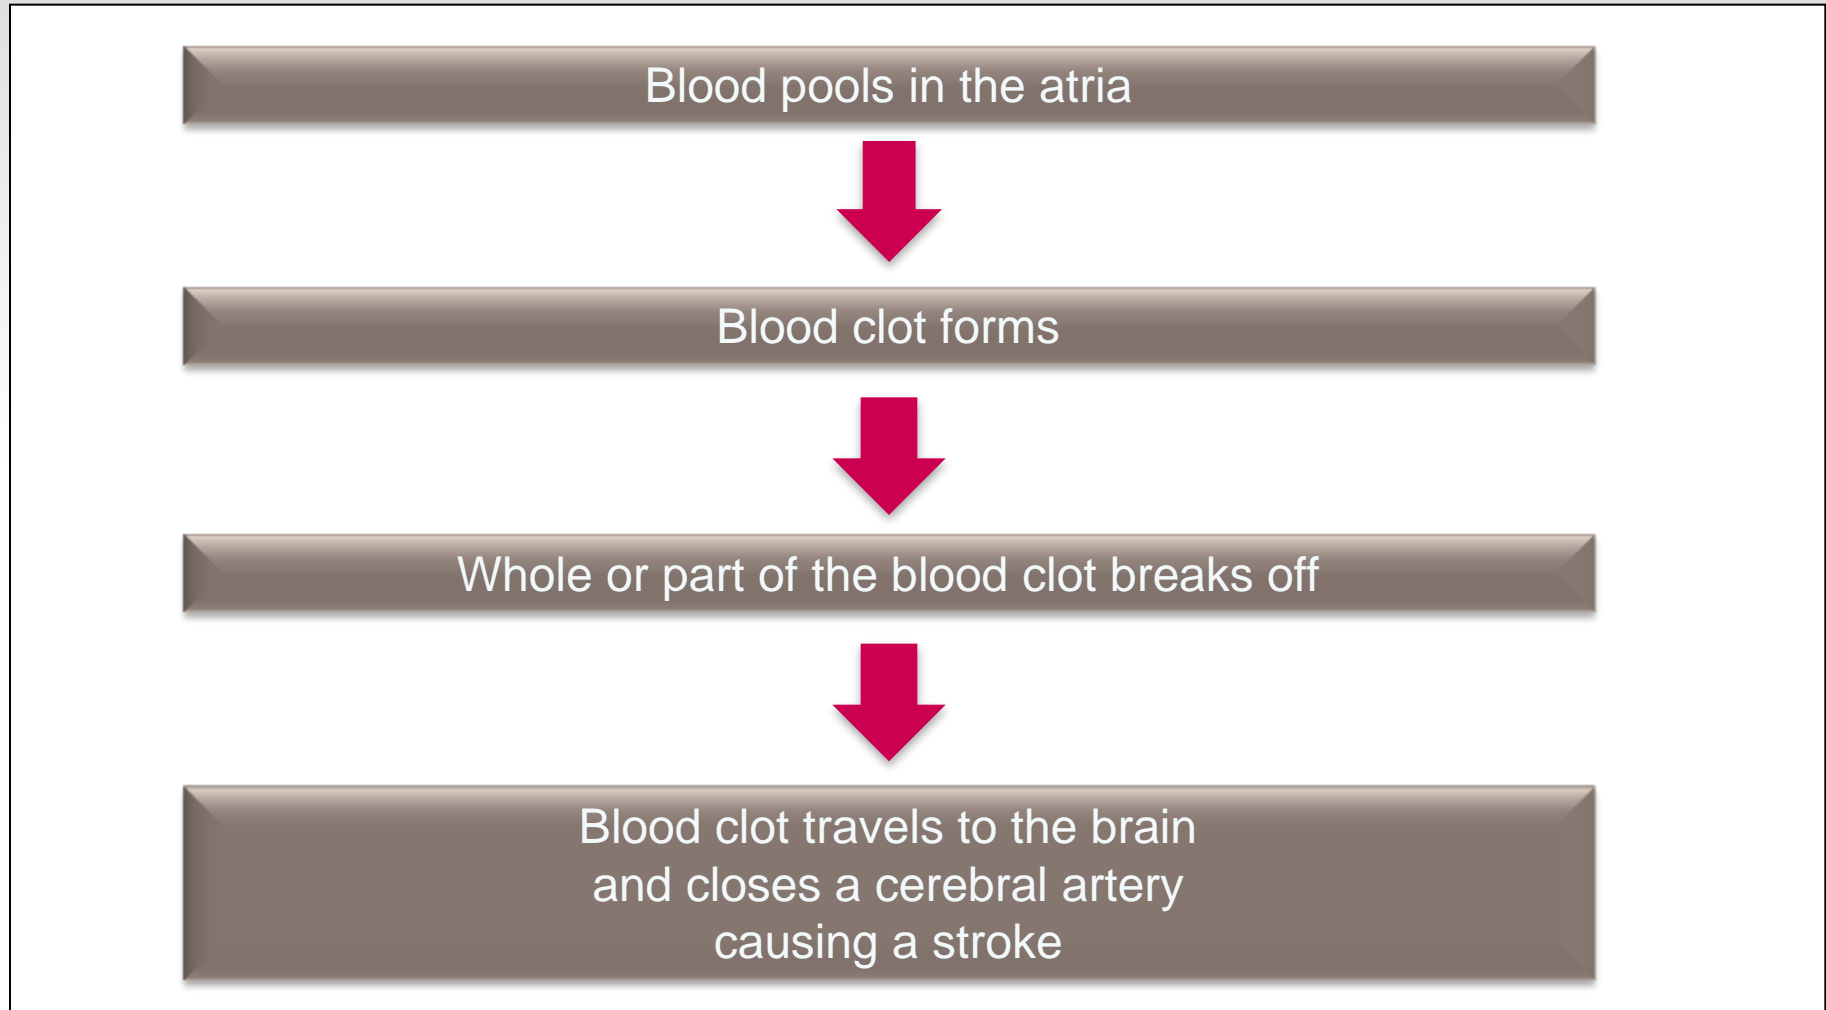 Blood pools in the atria
Blood clot forms
Whole or part of the blood clot breaks off
Blood clot travels to the brain
and closes a cerebral artery
causing a stroke